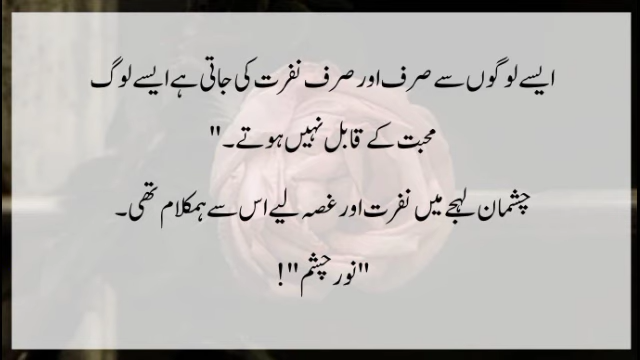 ایسے لوگوں سے صرف اور صرف نفرت کی جاتی ہے ایسے لوگ
محبت کے قابل نہیں ہوتے۔"
چشمان لہجے میں نفرت اور غصہ لیے اس سے ہمکلام تھی۔
"نور چشم"!